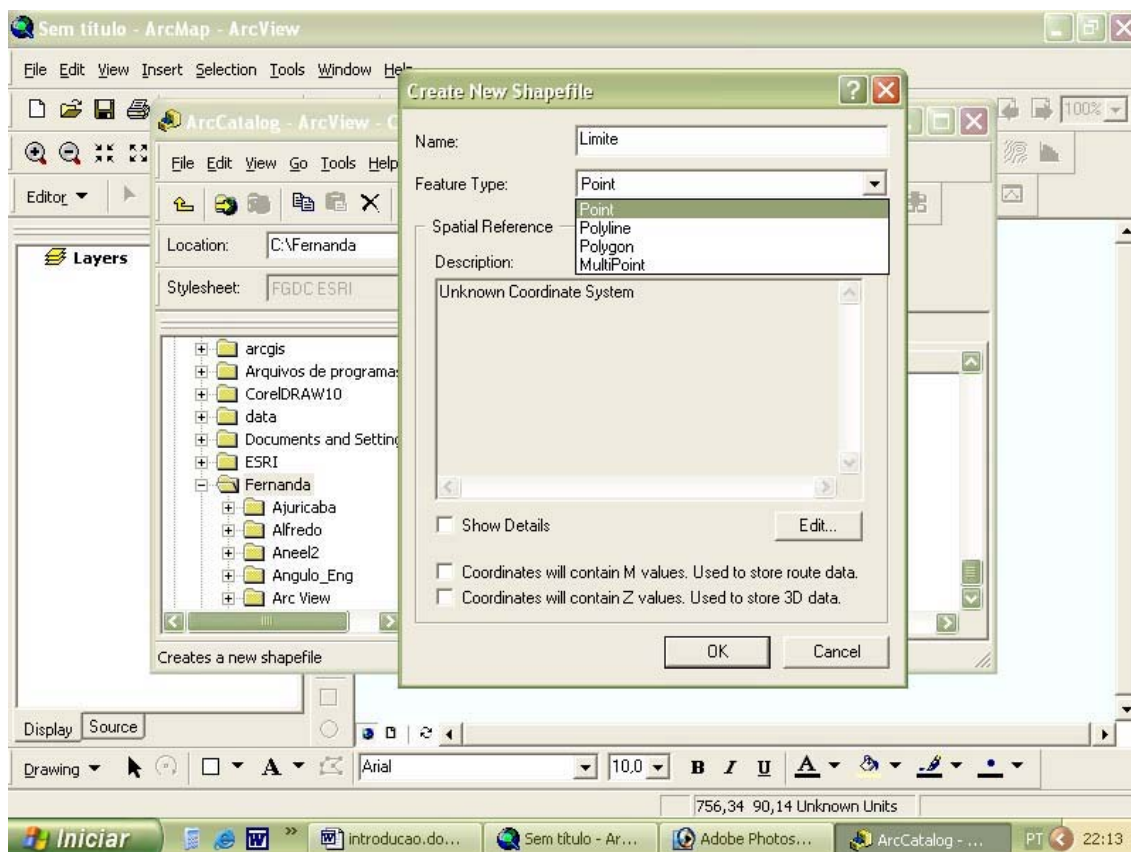 Sem título - ArcMap - ArcView
File Edit View Insert Selection Tools Window Help
100%
Editor
Layers
Display Source
ArcCatalog - ArcView - C
File Edit View Go Tools Help
Location: C:\Fernanda
Stylesheet: FGDC ESRI
arcgis
Arquivos de programas
CorelDRAW10
data
Documents and Setting
ESRI
Fernanda
Ajuricaba
Alfredo
Aneel2
Angulo_Eng
Arc View
Creates a new shapefile
Create New Shapefile
Name: Limite
Feature Type: Point
Point
Polyline
Polygon
MultiPoint
Spatial Reference
Description:
Unknown Coordinate System
Show Details
Edit...
Coordinates will contain M values. Used to store route data.
Coordinates will contain Z values. Used to store 3D data.
OK Cancel
Drawing A Arial 10,0 B I U A
756,34 90,14 Unknown Units
Iniciar » introducao.do... Sem título - Ar... Adobe Photos... ArcCatalog - ... PT 22:13